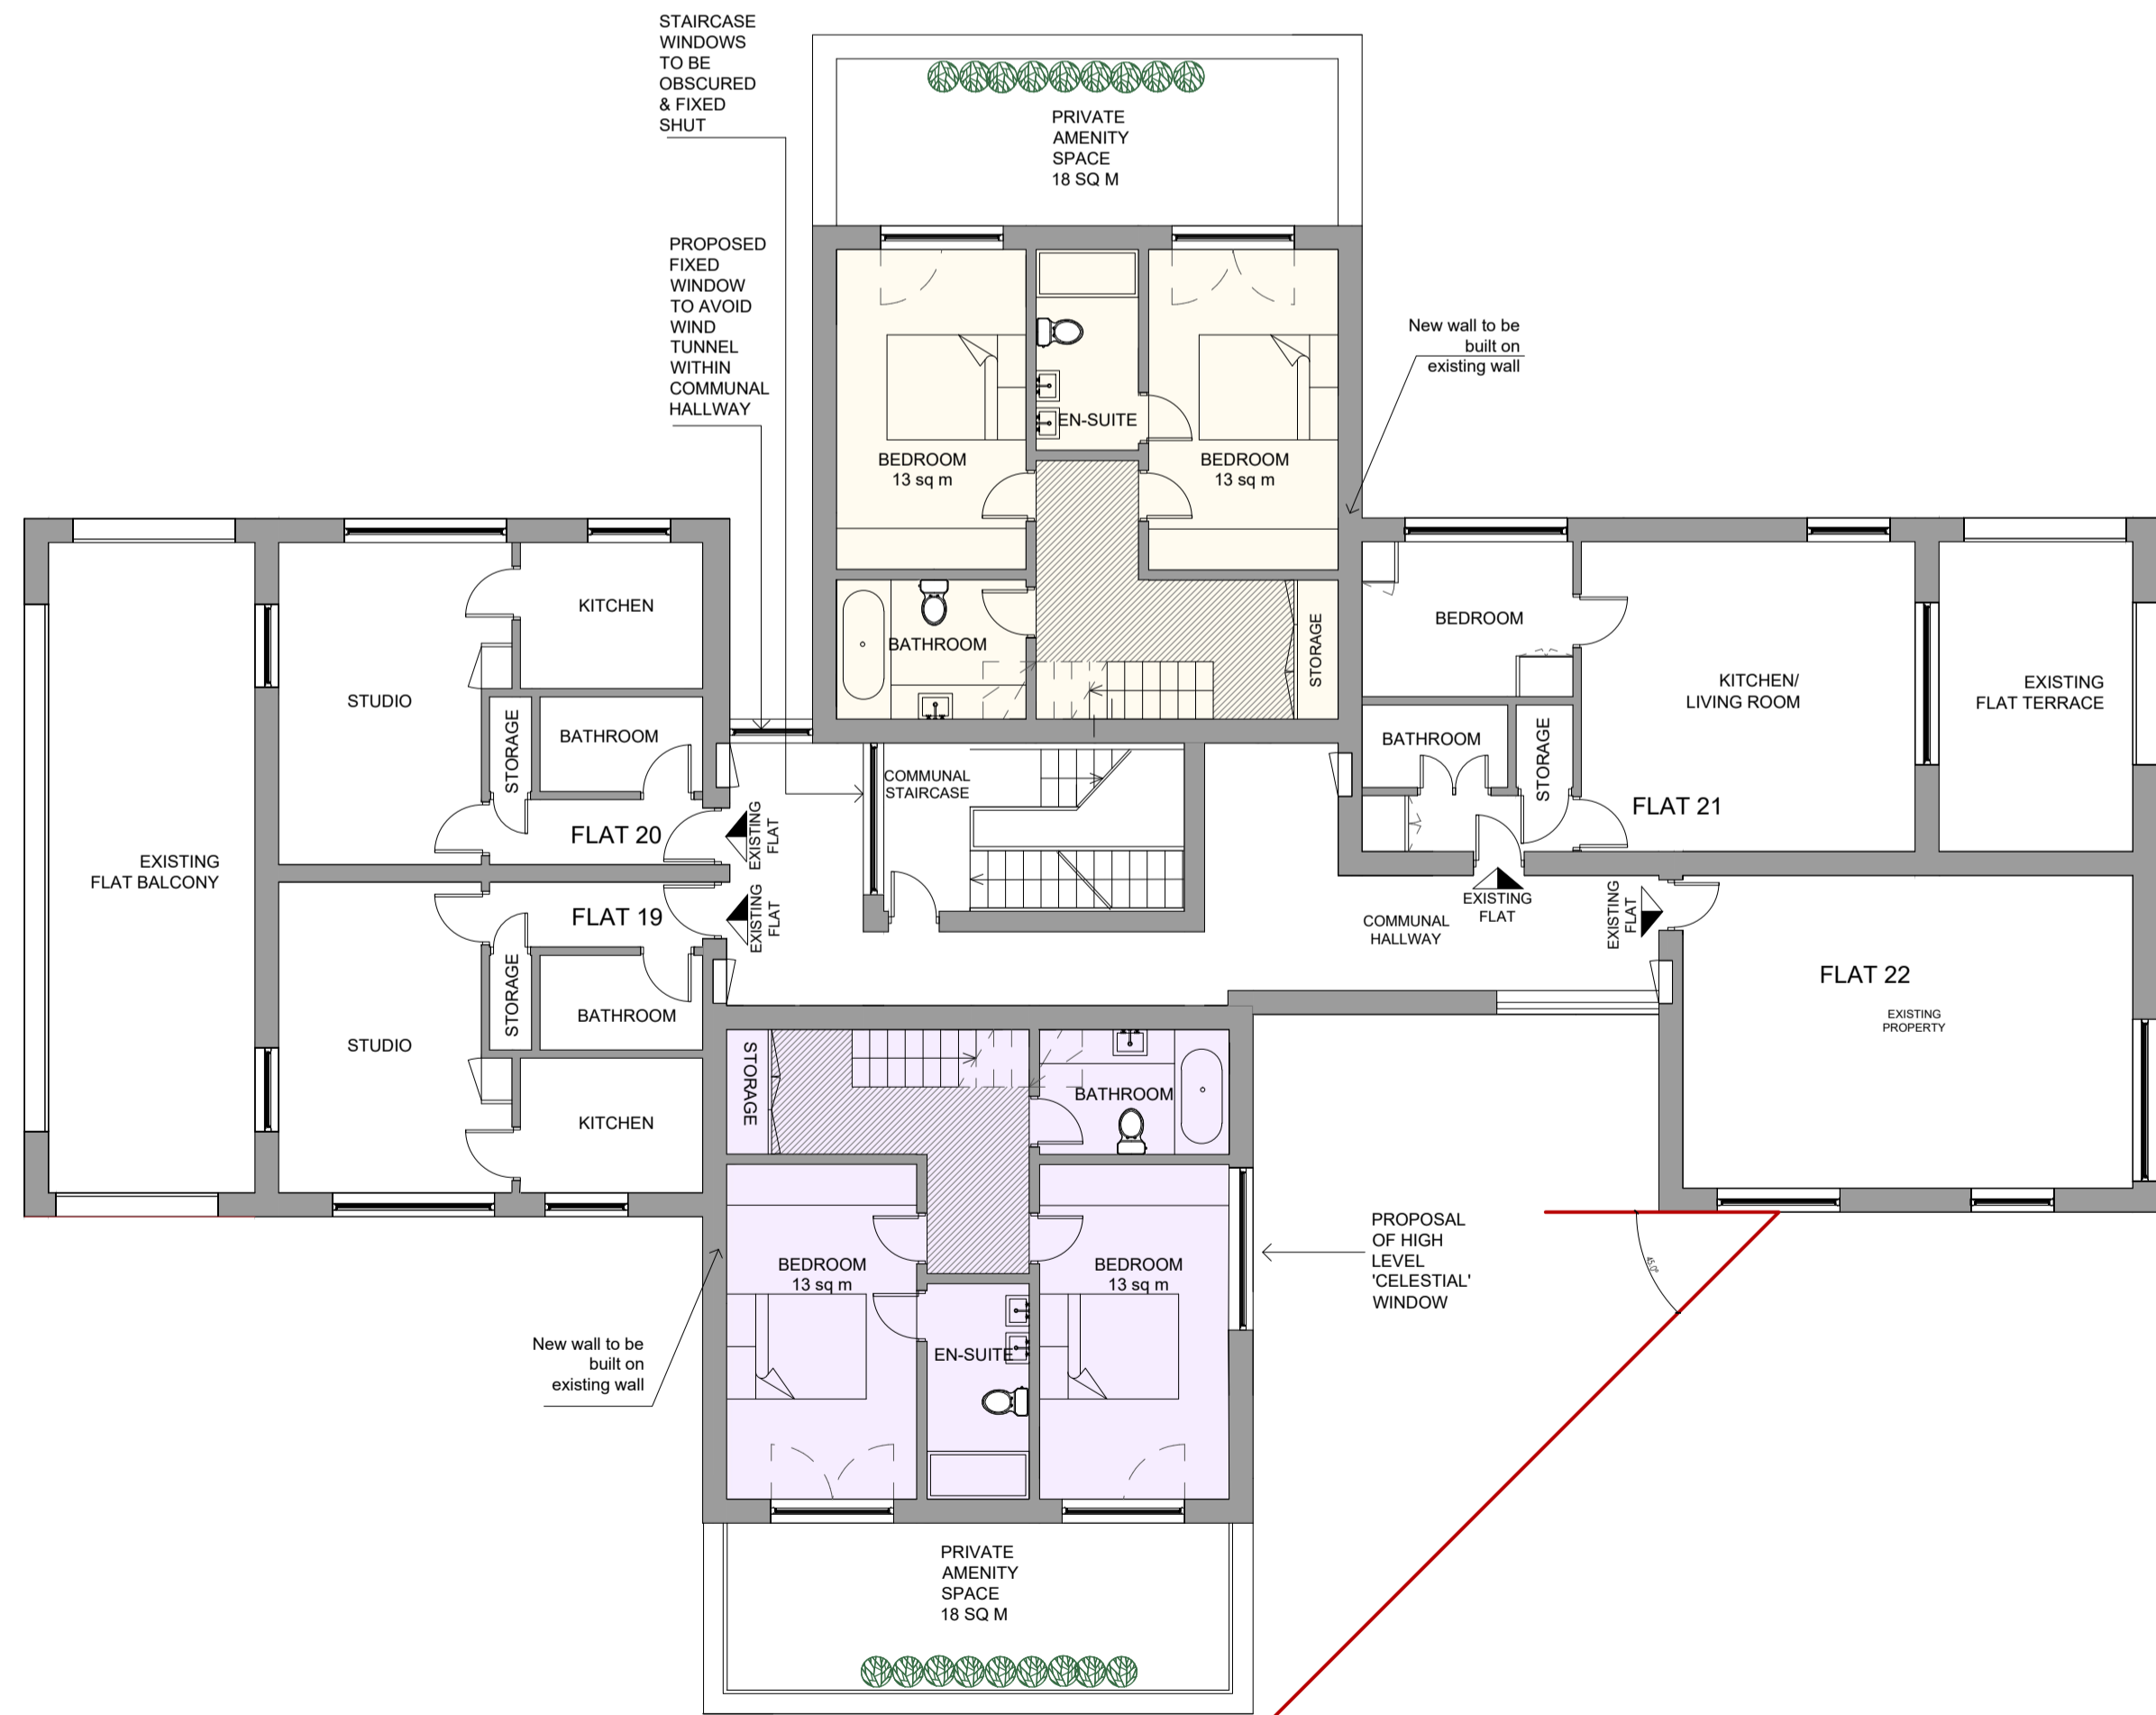 STAIRCASE
WINDOWS
TO BE
OBSCURED
& FIXED
SHUT
PRIVATE
AMENITY
SPACE
18 SQ M
PROPOSED
FIXED
WINDOW
TO AVOID
WIND
TUNNEL
WITHIN
COMMUNAL
HALLWAY
New wall to be
built on
existing wall
EN-SUITE
BEDROOM
13 sq m
BEDROOM
13 sq m
KITCHEN
BATHROOM
STORAGE
BEDROOM
STUDIO
STORAGE
BATHROOM
KITCHEN/
LIVING ROOM
EXISTING
FLAT TERRACE
BATHROOM
STORAGE
COMMUNAL
STAIRCASE
FLAT 20
EXISTING
FLAT
FLAT 21
EXISTING
FLAT BALCONY
FLAT 19
EXISTING
FLAT
EXISTING
FLAT
EXISTING
FLAT
COMMUNAL
HALLWAY
FLAT 22
EXISTING
PROPERTY
STORAGE
BATHROOM
STUDIO
STORAGE
BATHROOM
KITCHEN
BEDROOM
13 sq m
BEDROOM
13 sq m
PROPOSAL
OF HIGH
LEVEL
'CELESTIAL'
WINDOW
45.0°
New wall to be
built on
existing wall
EN-SUITE
PRIVATE
AMENITY
SPACE
18 SQ M